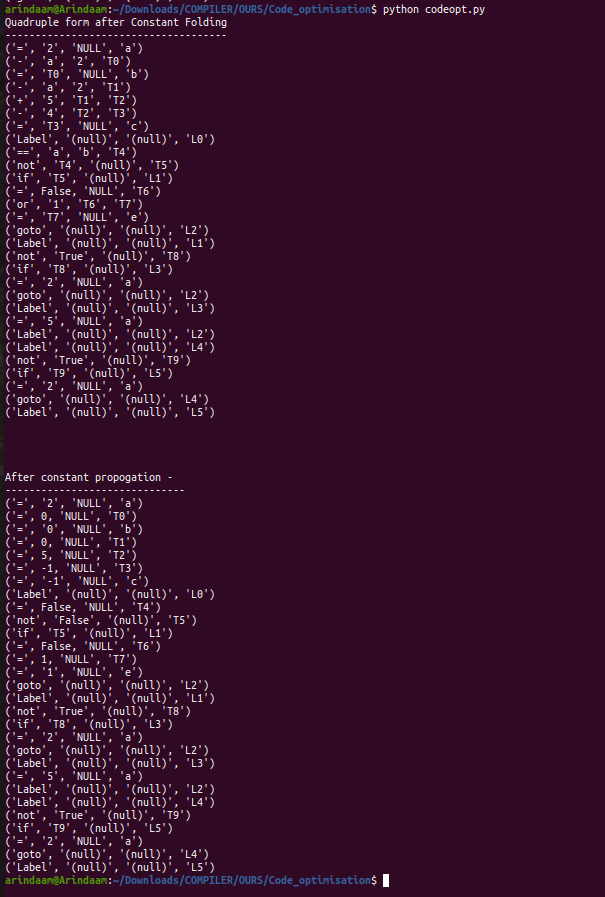 arindaam@Arindaam:~/Downloads/COMPILER/OURS/Code_optimisation$ python codeopt.py
Quadruple form after Constant Folding
-------------------------------------
('=', '2', 'NULL', 'a')
('-', 'a', '2', 'T0')
('=', 'T0', 'NULL', 'b')
('-', 'a', '2', 'T1')
('+', '5', 'T1', 'T2')
('-', '4', 'T2', 'T3')
('=', 'T3', 'NULL', 'c')
('Label', '(null)', '(null)', 'L0')
('==', 'a', 'b', 'T4')
('not', 'T4', '(null)', 'T5')
('if', 'T5', '(null)', 'L1')
('=', False, 'NULL', 'T6')
('or', '1', 'T6', 'T7')
('=', 'T7', 'NULL', 'e')
('goto', '(null)', '(null)', 'L2')
('Label', '(null)', '(null)', 'L1')
('not', 'True', '(null)', 'T8')
('if', 'T8', '(null)', 'L3')
('=', '2', 'NULL', 'a')
('goto', '(null)', '(null)', 'L2')
('Label', '(null)', '(null)', 'L3')
('=', '5', 'NULL', 'a')
('Label', '(null)', '(null)', 'L2')
('Label', '(null)', '(null)', 'L4')
('not', 'True', '(null)', 'T9')
('if', 'T9', '(null)', 'L5')
('=', '2', 'NULL', 'a')
('goto', '(null)', '(null)', 'L4')
('Label', '(null)', '(null)', 'L5')
After constant propogation -
------------------------------
('=', '2', 'NULL', 'a')
('=', 0, 'NULL', 'T0')
('=', '0', 'NULL', 'b')
('=', 0, 'NULL', 'T1')
('=', 5, 'NULL', 'T2')
('=', -1, 'NULL', 'T3')
('=', '-1', 'NULL', 'c')
('Label', '(null)', '(null)', 'L0')
('=', False, 'NULL', 'T4')
('not', 'False', '(null)', 'T5')
('if', 'T5', '(null)', 'L1')
('=', False, 'NULL', 'T6')
('=', 1, 'NULL', 'T7')
('=', '1', 'NULL', 'e')
('goto', '(null)', '(null)', 'L2')
('Label', '(null)', '(null)', 'L1')
('not', 'True', '(null)', 'T8')
('if', 'T8', '(null)', 'L3')
('=', '2', 'NULL', 'a')
('goto', '(null)', '(null)', 'L2')
('Label', '(null)', '(null)', 'L3')
('=', '5', 'NULL', 'a')
('Label', '(null)', '(null)', 'L2')
('Label', '(null)', '(null)', 'L4')
('not', 'True', '(null)', 'T9')
('if', 'T9', '(null)', 'L5')
('=', '2', 'NULL', 'a')
('goto', '(null)', '(null)', 'L4')
('Label', '(null)', '(null)', 'L5')
arindaam@Arindaam:~/Downloads/COMPILER/OURS/Code_optimisation$